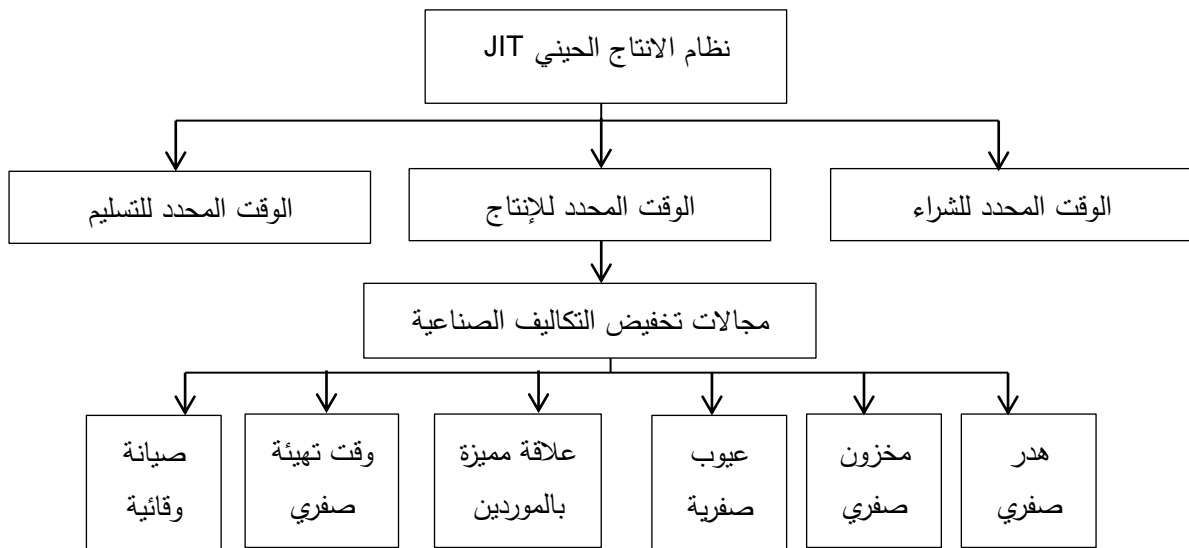 نظام الانتاج الحيني JIT
الوقت المحدد للشراء
الوقت المحدد للإنتاج
الوقت المحدد للتسليم
مجالات تخفيض التكاليف الصناعية
هدر
صفري
مخزون
صفري
عيوب
صفرية
علاقة مميزة
بالموردين
وقت تهيئة
صفري
صيانة
وقائية